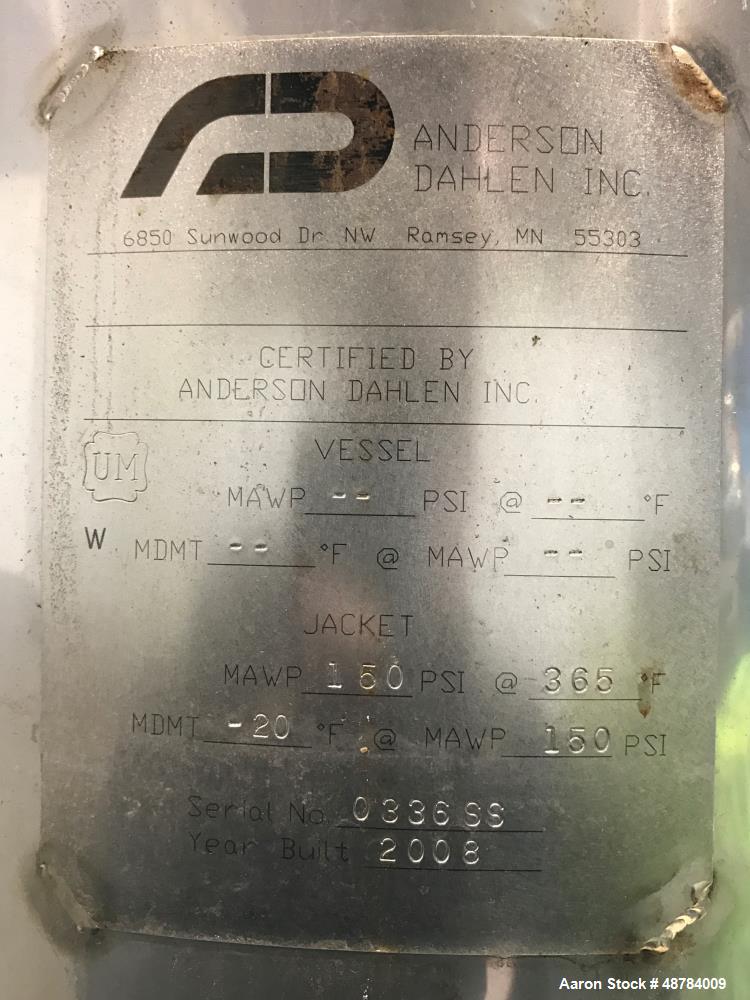 ANDERSON
DAHLEN INC.
6850 Sunwood Dr NW Ramsey, MN 55303
CERTIFIED BY
ANDERSON DAHLEN INC.
UM
VESSEL
MAWP -- PSI @ -- °F
W
MDMT -- °F @ MAWP -- PSI
JACKET
MAWP 150 PSI @ 365 °F
MDMT -20 °F @ MAWP 150 PSI
Serial No 0336SS
Year Built 2008
Aaron Stock # 48784009